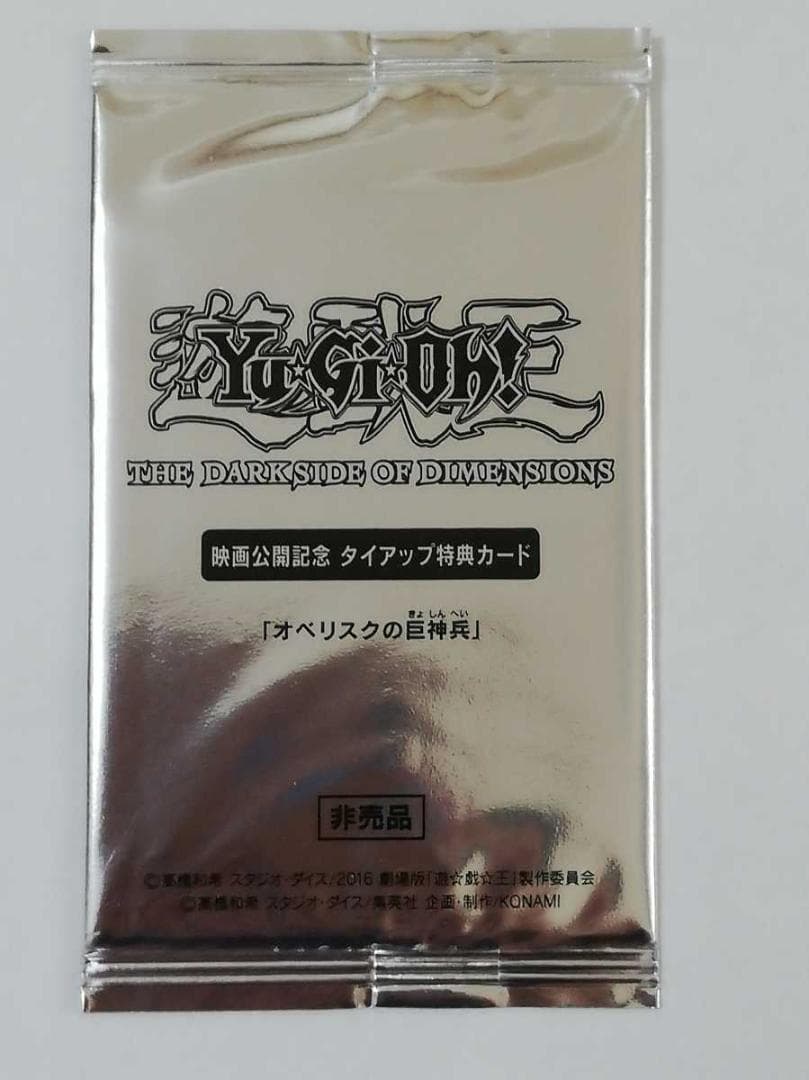 遊戯王
Yu☆Gi☆Oh!
THE DARKSIDE OF DIMENSIONS
映画公開記念 タイアップ特典カード
きょ しん へい
「オベリスクの巨神兵」
非売品
©高橋和希 スタジオ・ダイス/2016 劇場版「遊☆戯☆王」製作委員会
©高橋和希 スタジオ・ダイス/集英社 企画・制作/KONAMI